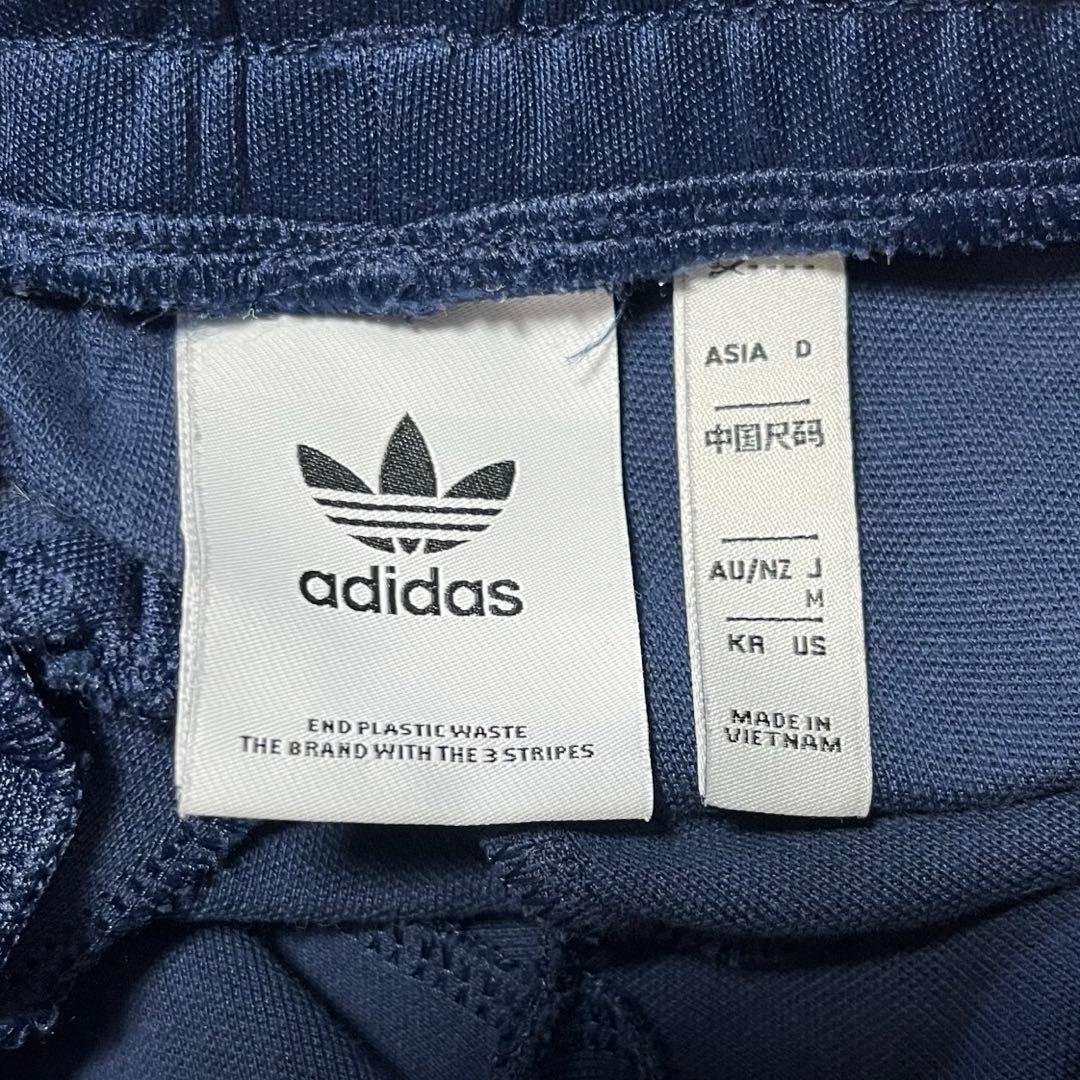 adidas
END PLASTIC WASTE
THE BRAND WITH THE 3 STRIPES
ASIA D
中国尺码
AU/NZ J
M
KR US
MADE IN
VIETNAM